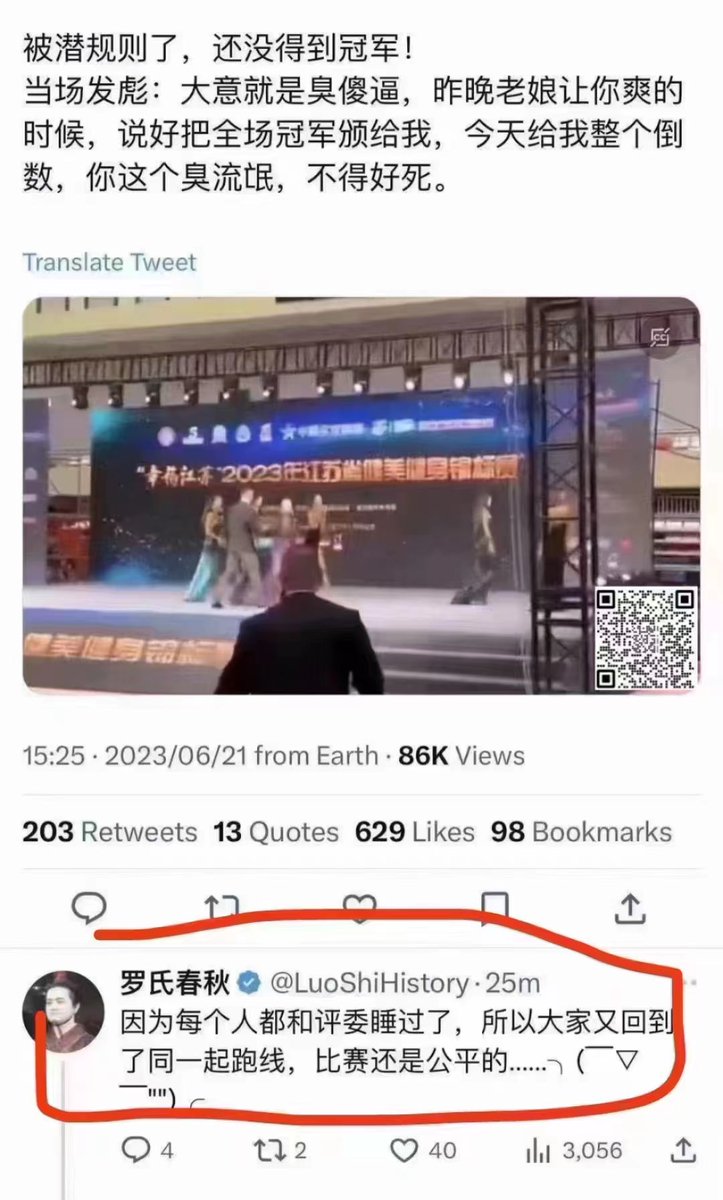 被潜规则了，还没得到冠军！
当场发彪：大意就是臭傻逼，昨晚老娘让你爽的
时候，说好把全场冠军颁给我，今天给我整个倒
数，你这个臭流氓，不得好死。
Translate Tweet
CC
“幸福江苏”2023年江苏省健美健身锦标赛
健美健身锦标
15:25 · 2023/06/21 from Earth · 86K Views
203 Retweets 13 Quotes 629 Likes 98 Bookmarks
罗氏春秋 @LuoShiHistory · 25m
因为每个人都和评委睡过了，所以大家又回到
了同一起跑线，比赛还是公平的......╮(￣▽
￣"")╭
4 2 40 3,056